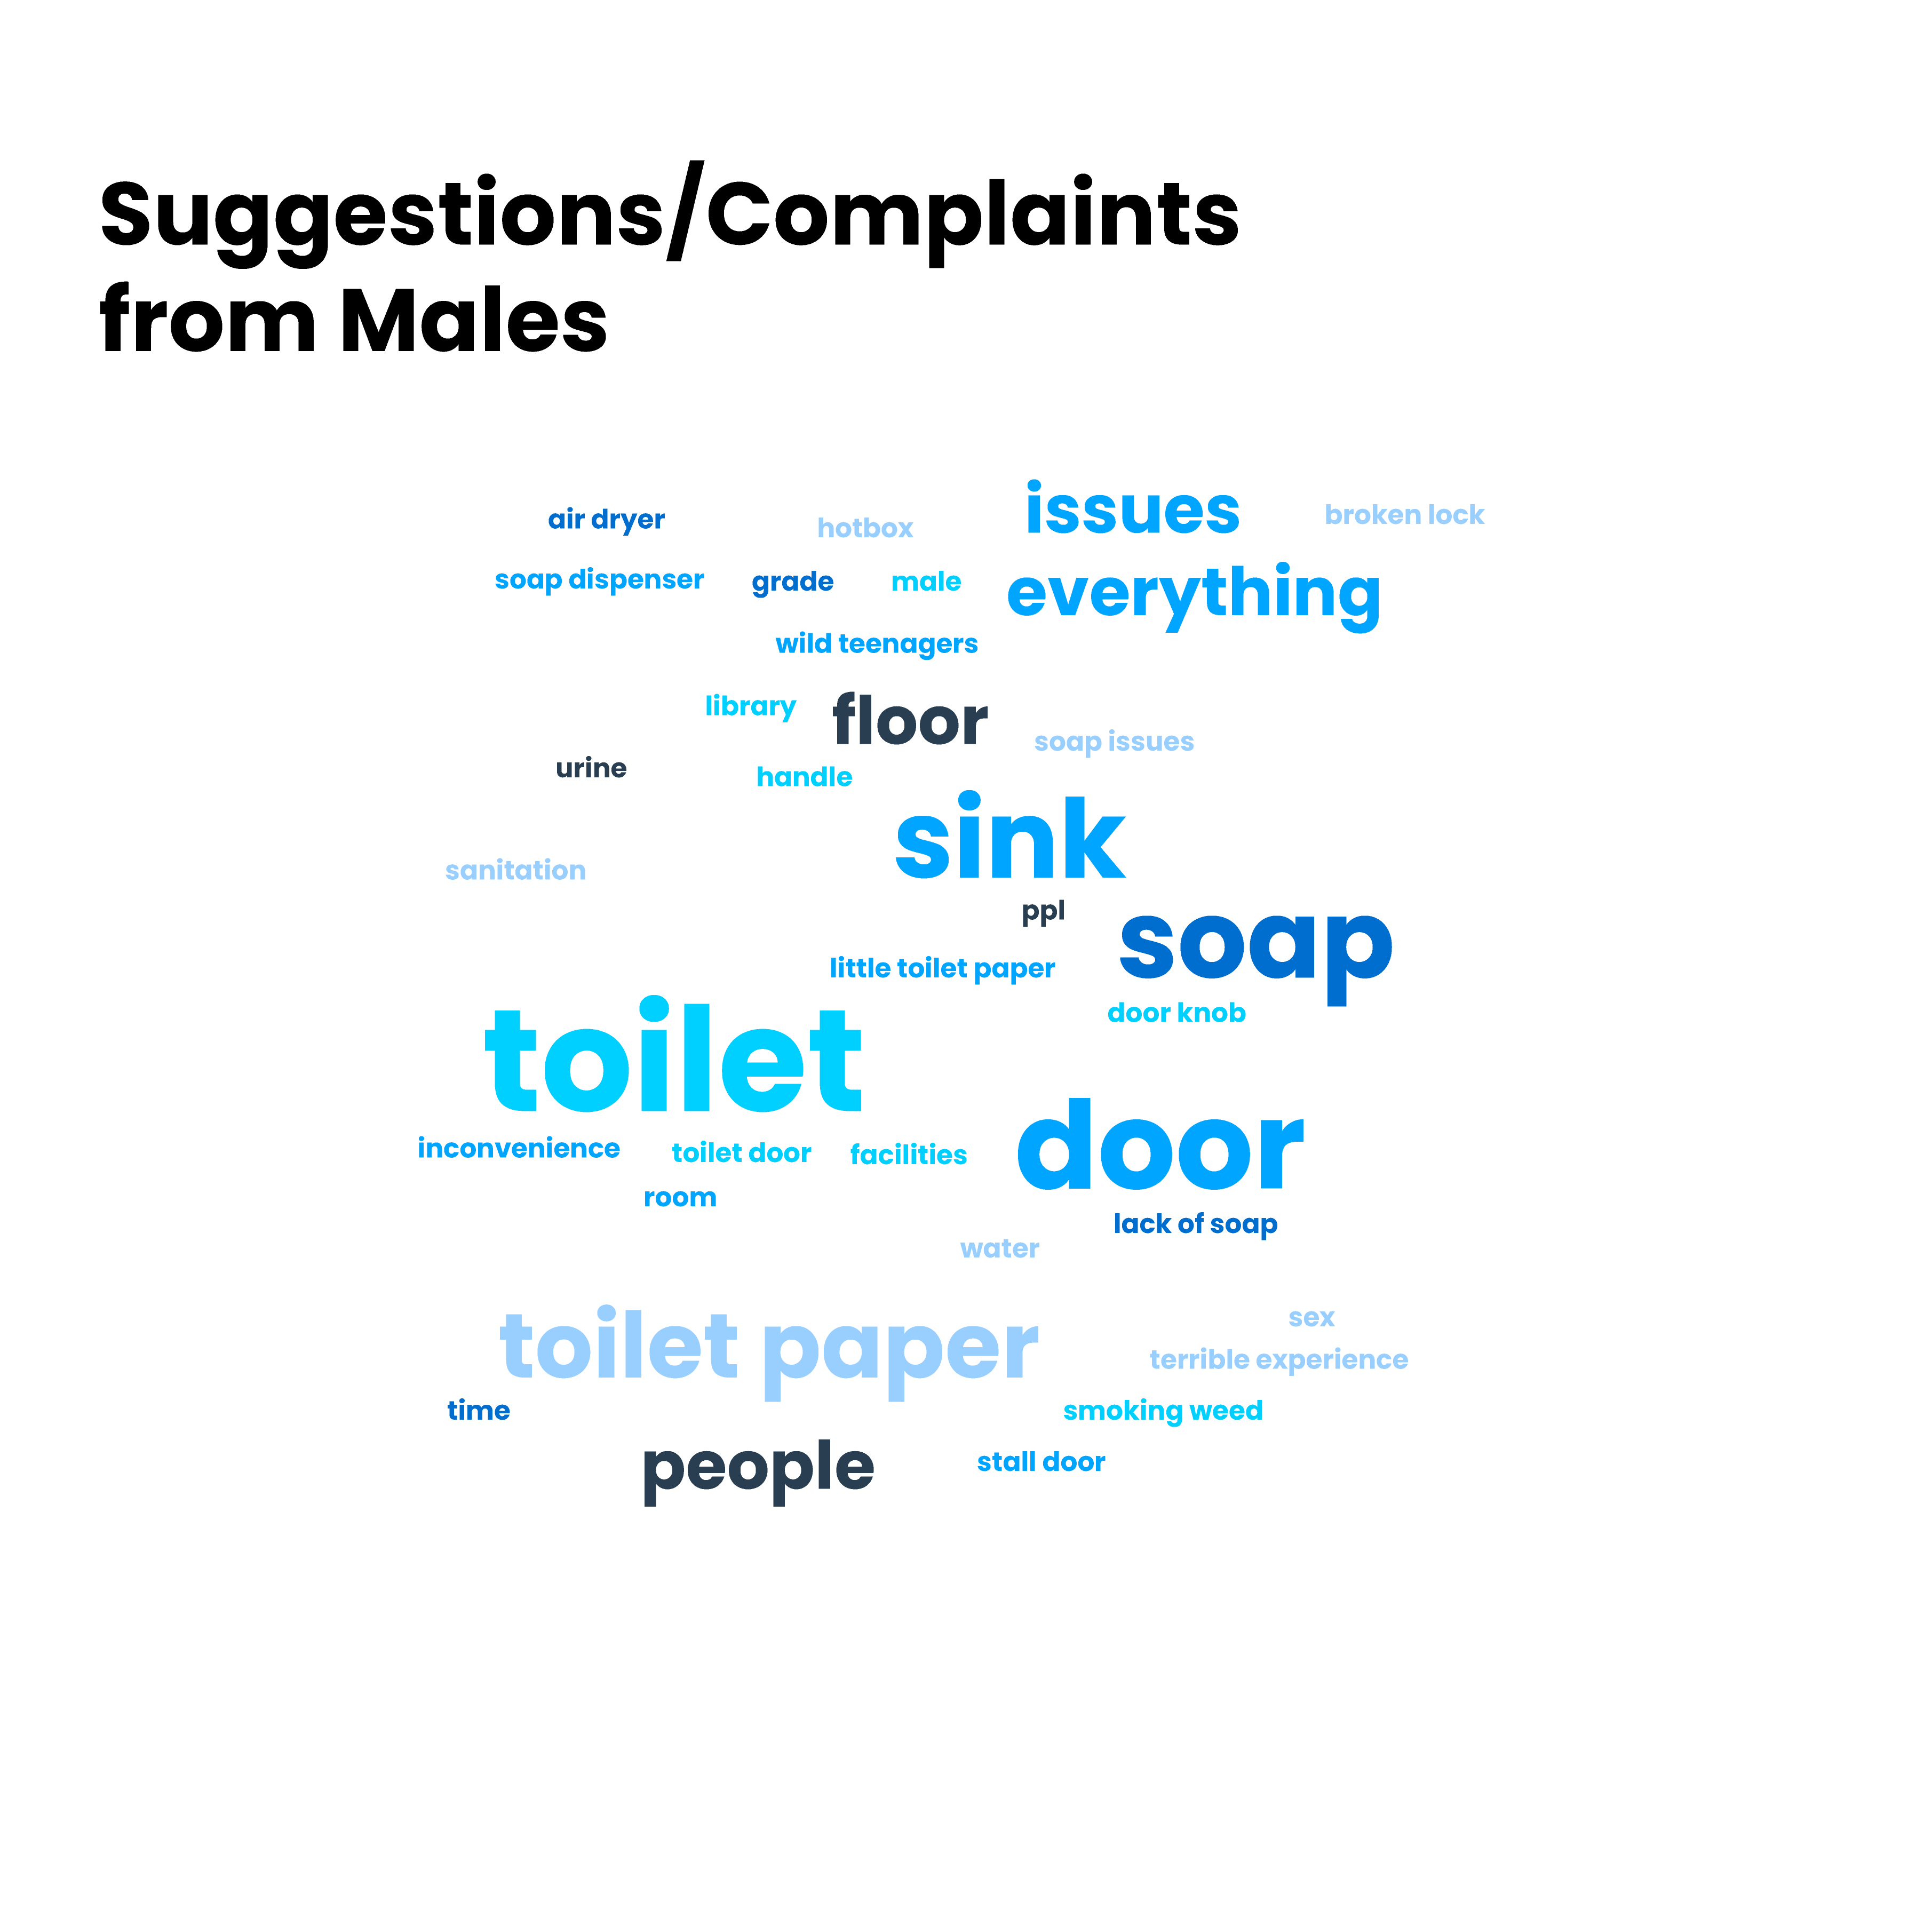 Suggestions/Complaints
from Males
issues
air dryer
hotbox
broken lock
soap dispenser
grade
male
everything
wild teenagers
library
floor
soap issues
urine
handle
sink
sanitation
ppl
soap
little toilet paper
door knob
toilet
door
inconvenience
toilet door
facilities
room
lack of soap
water
sex
toilet paper
terrible experience
time
smoking weed
people
stall door